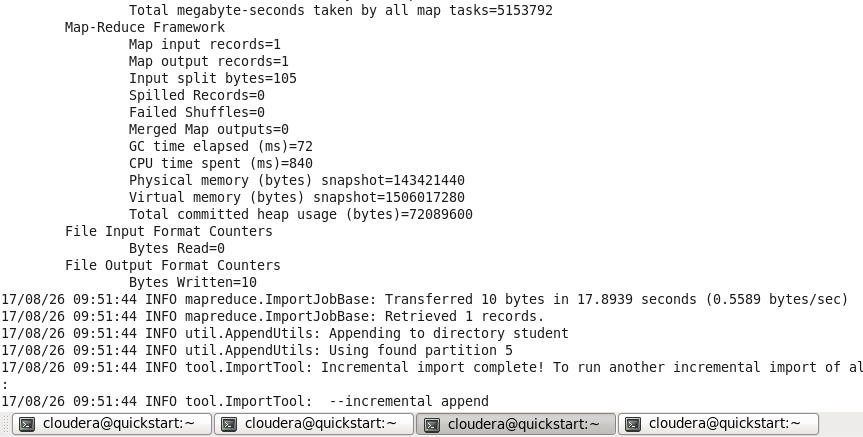 Total megabyte-seconds taken by all map tasks=5153792
Map-Reduce Framework
Map input records=1
Map output records=1
Input split bytes=105
Spilled Records=0
Failed Shuffles=0
Merged Map outputs=0
GC time elapsed (ms)=72
CPU time spent (ms)=840
Physical memory (bytes) snapshot=143421440
Virtual memory (bytes) snapshot=1506017280
Total committed heap usage (bytes)=72089600
File Input Format Counters
Bytes Read=0
File Output Format Counters
Bytes Written=10
17/08/26 09:51:44 INFO mapreduce.ImportJobBase: Transferred 10 bytes in 17.8939 seconds (0.5589 bytes/sec)
17/08/26 09:51:44 INFO mapreduce.ImportJobBase: Retrieved 1 records.
17/08/26 09:51:44 INFO util.AppendUtils: Appending to directory student
17/08/26 09:51:44 INFO util.AppendUtils: Using found partition 5
17/08/26 09:51:44 INFO tool.ImportTool: Incremental import complete! To run another incremental import of al
:
17/08/26 09:51:44 INFO tool.ImportTool:  --incremental append
cloudera@quickstart:~ cloudera@quickstart:~ cloudera@quickstart:~ cloudera@quickstart:~